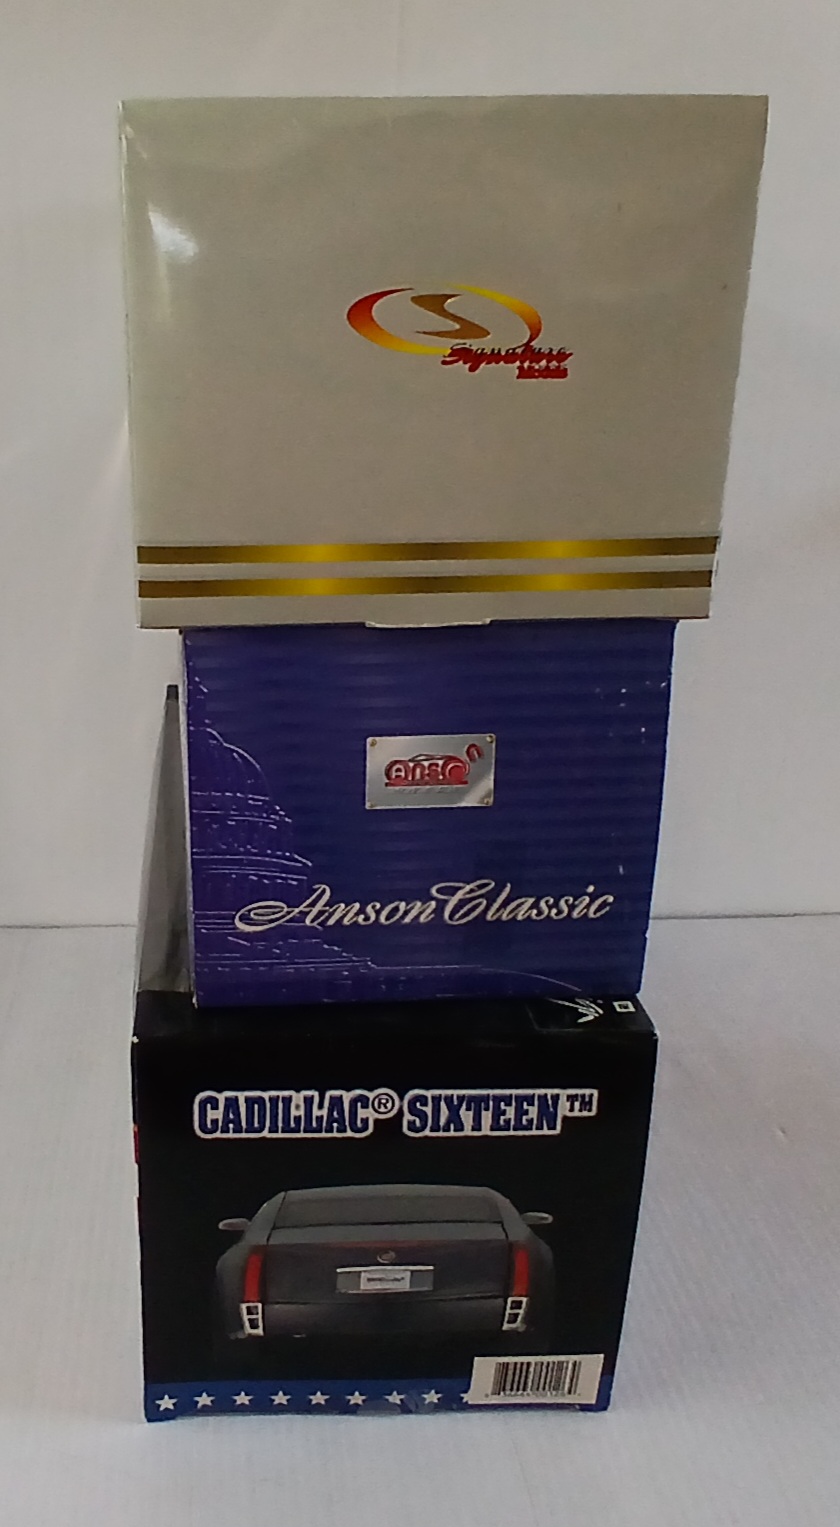 S
Signature
Models
Anson
Anson Classic
CADILLAC® SIXTEEN™